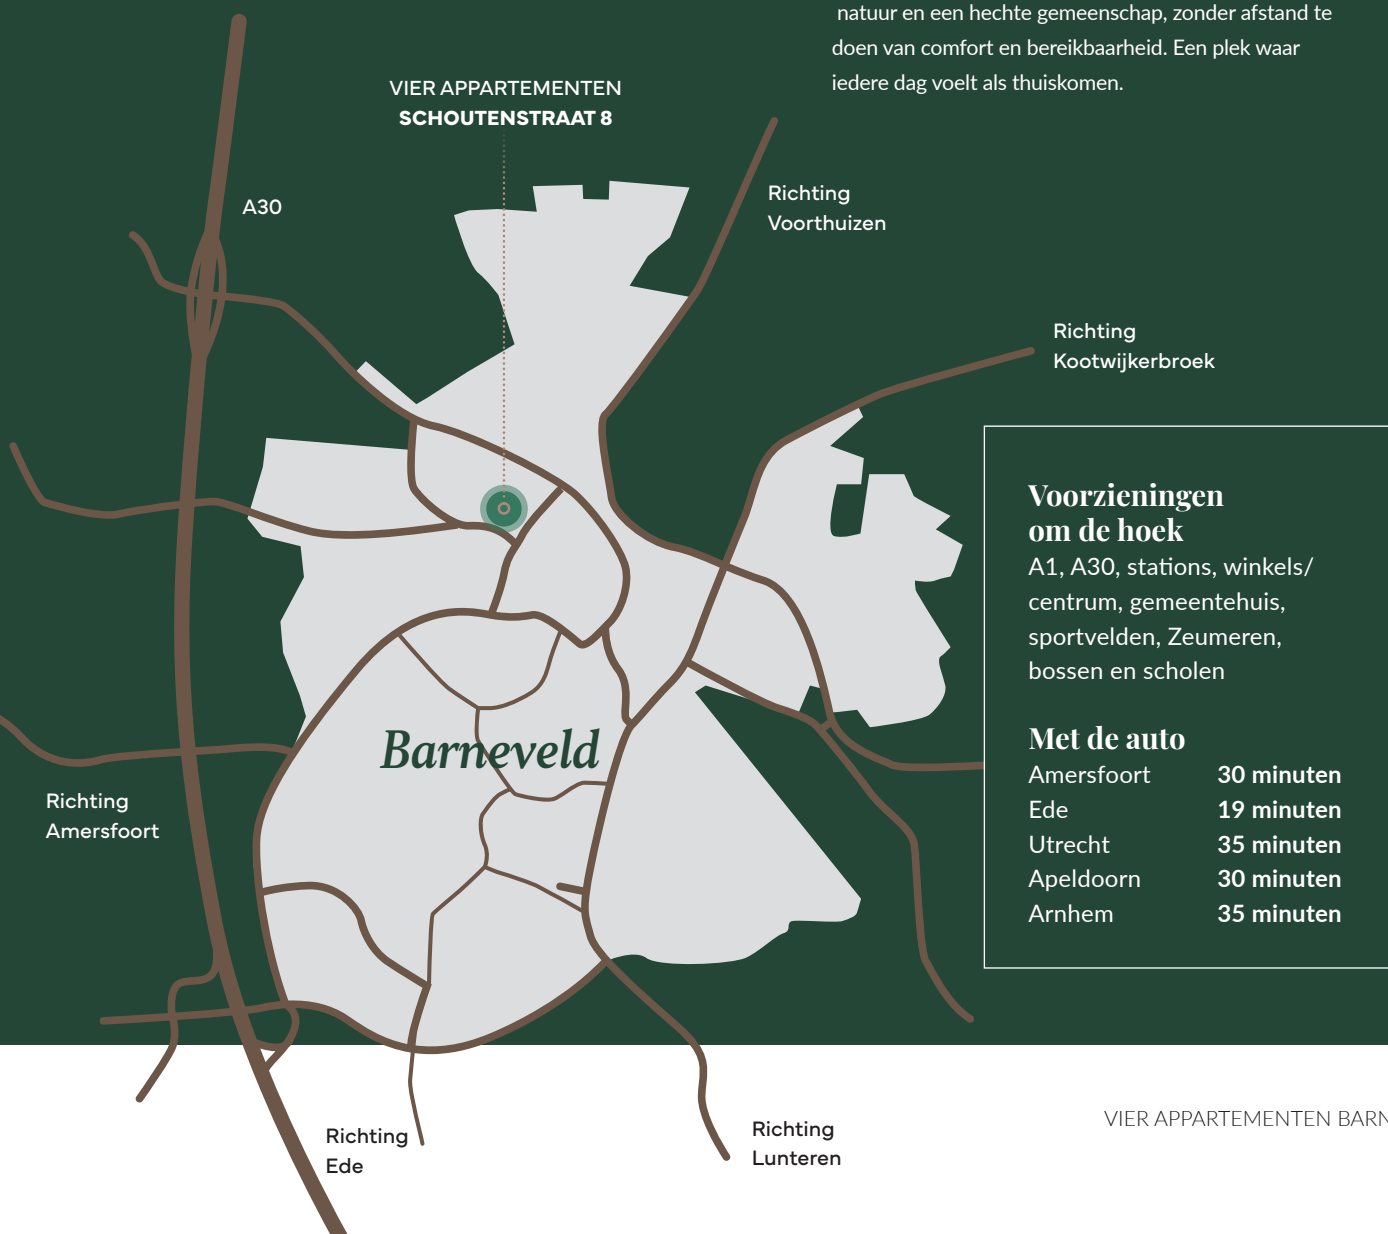 natuur en een hechte gemeenschap, zonder afstand te
doen van comfort en bereikbaarheid. Een plek waar
iedere dag voelt als thuiskomen.
VIER APPARTEMENTEN
SCHOUTENSTRAAT 8
A30
Richting
Voorthuizen
Richting
Kootwijkerbroek
Voorzieningen
om de hoek
A1, A30, stations, winkels/
centrum, gemeentehuis,
sportvelden, Zeumeren,
bossen en scholen
Met de auto
Amersfoort 30 minuten
Ede 19 minuten
Utrecht 35 minuten
Apeldoorn 30 minuten
Arnhem 35 minuten
Barneveld
Richting
Amersfoort
Richting
Ede
Richting
Lunteren
VIER APPARTEMENTEN BARN